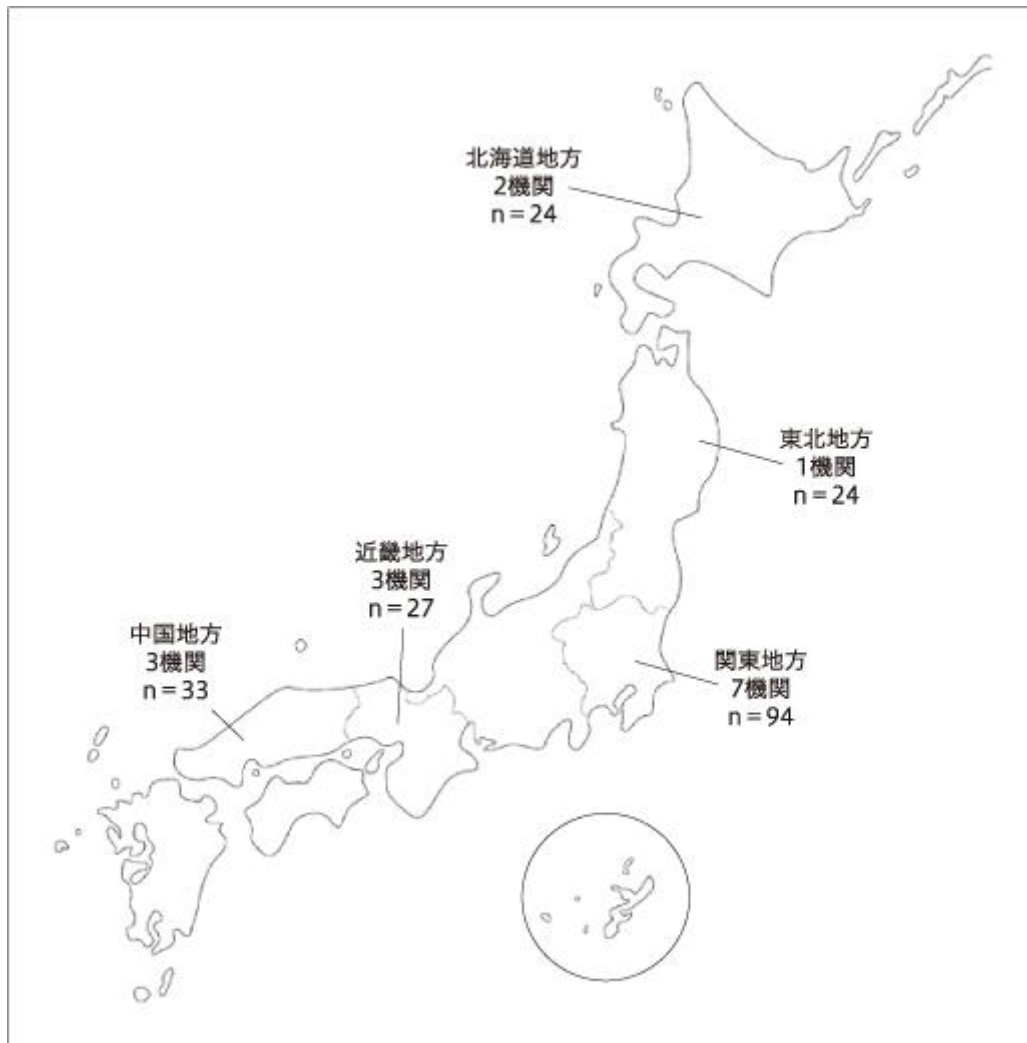 北海道地方
2機関
n＝24
東北地方
1機関
n＝24
近畿地方
3機関
n＝27
中国地方
3機関
n＝33
関東地方
7機関
n＝94